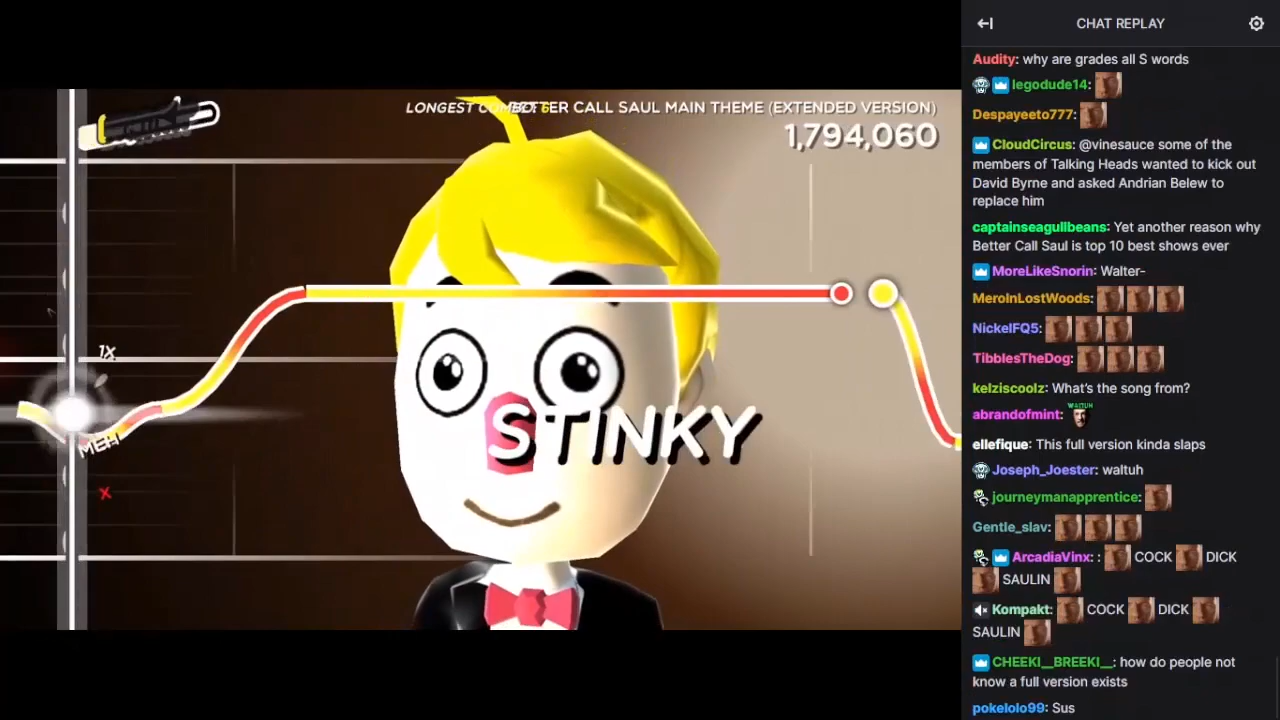 LONGEST COMBO: 6
BETTER CALL SAUL MAIN THEME (EXTENDED VERSION)
1,794,060
1X
MEH
X
STINKY
CHAT REPLAY
Audity: why are grades all S words
legodude14:
Despayeeto777:
CloudCircus: @vinesauce some of the
members of Talking Heads wanted to kick out
David Byrne and asked Andrian Belew to
replace him
captainseagullbeans: Yet another reason why
Better Call Saul is top 10 best shows ever
MoreLikeSnorin: Walter-
MeroInLostWoods:
NickelFQ5:
TibblesTheDog:
kelziscoolz: What's the song from?
abrandofmint: WALTUH
ellefique: This full version kinda slaps
Joseph_Joester: waltuh
journeymanapprentice:
Gentle_slav:
ArcadiaVinx: : COCK DICK
SAULIN
Kompakt: COCK DICK
SAULIN
CHEEKI__BREEKI__: how do people not
know a full version exists
pokelolo99: Sus